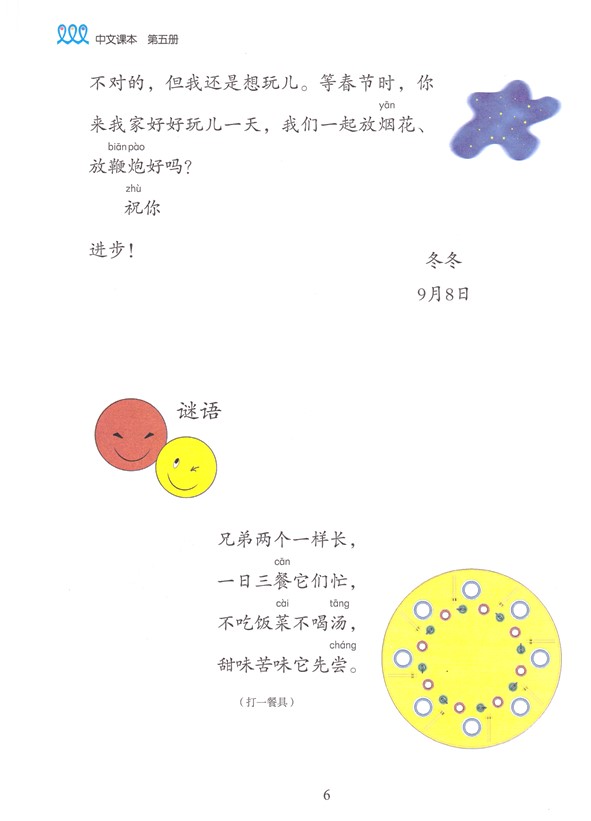 中文课本 第五册
不对的，但我还是想玩儿。等春节时，你
yān
来我家好好玩儿一天，我们一起放烟花、
biān pào
放鞭炮好吗？
zhù
祝你
进步！
冬冬
9月8日
谜语
兄弟两个一样长，
cān
一日三餐它们忙，
cài tāng
不吃饭菜不喝汤，
cháng
甜味苦味它先尝。
（打一餐具）
6